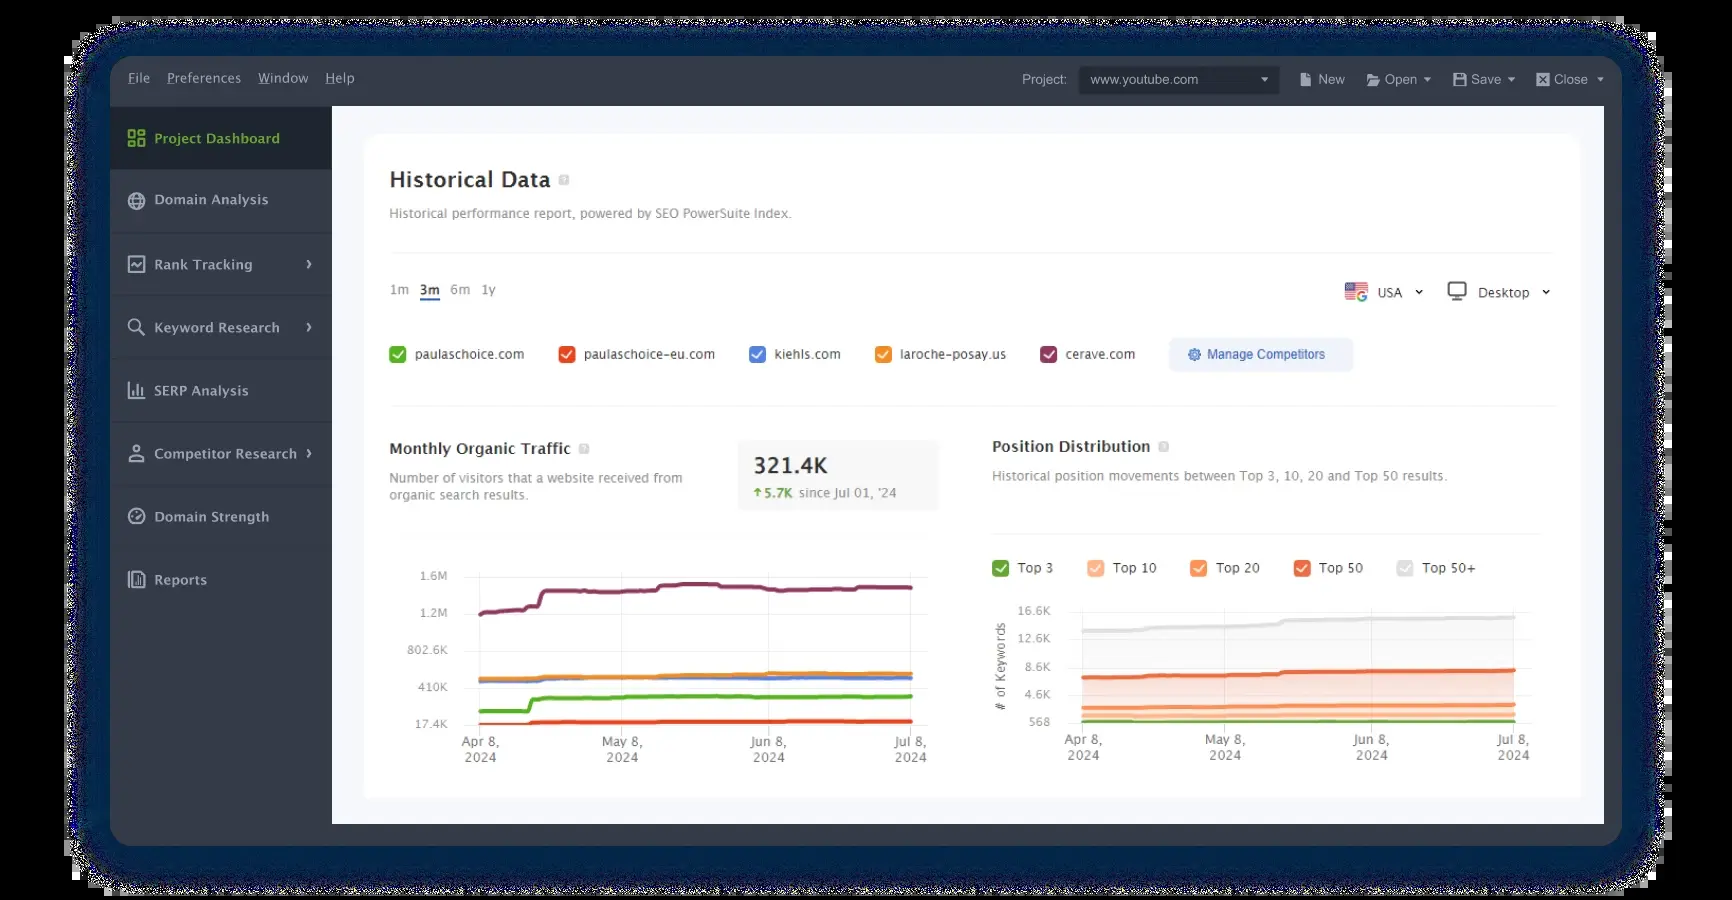 File Preferences Window Help
Project: www.youtube.com New Open Save Close
Project Dashboard
Domain Analysis
Rank Tracking
Keyword Research
SERP Analysis
Competitor Research
Domain Strength
Reports
Historical Data
Historical performance report, powered by SEO PowerSuite Index.
1m 3m 6m 1y
USA Desktop
paulaschoice.com paulaschoice-eu.com kiehls.com laroche-posay.us cerave.com Manage Competitors
Monthly Organic Traffic
Number of visitors that a website received from
organic search results.
321.4K
5.7K since Jul 01, '24
1.6M
1.2M
802.6K
410K
17.4K
Apr 8, May 8, Jun 8, Jul 8,
2024 2024 2024 2024
Position Distribution
Historical position movements between Top 3, 10, 20 and Top 50 results.
Top 3 Top 10 Top 20 Top 50 Top 50+
# of Keywords
16.6K
12.6K
8.6K
4.6K
568
Apr 8, May 8, Jun 8, Jul 8,
2024 2024 2024 2024